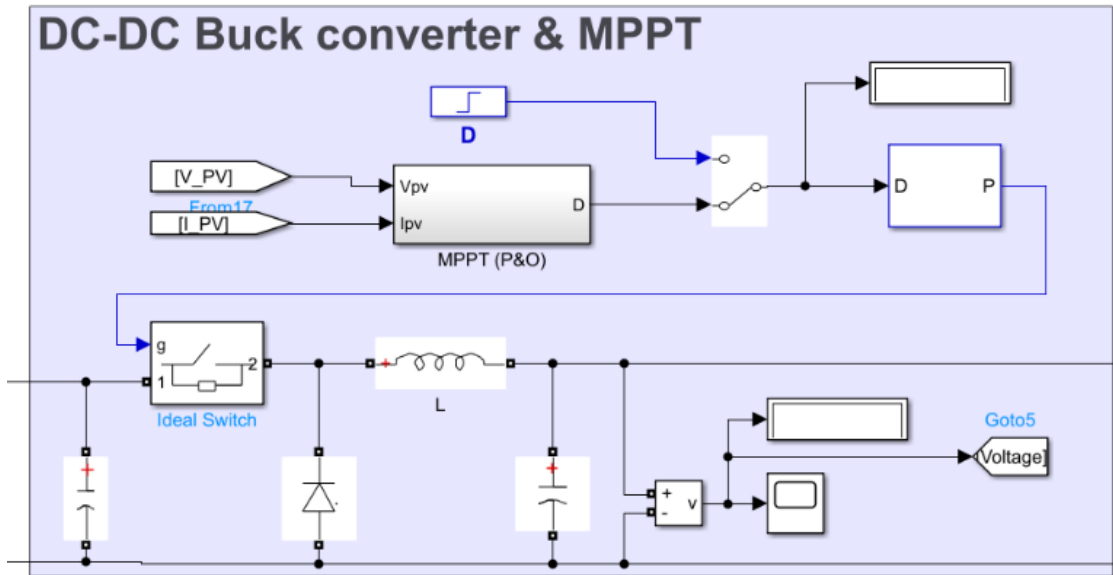 DC-DC Buck converter & MPPT
D
[V_PV]
From17
[I_PV]
Vpv
Ipv
D
MPPT (P&O)
D
P
g
1
2
Ideal Switch
+
L
+
+
+
-
v
Goto5
Voltage]